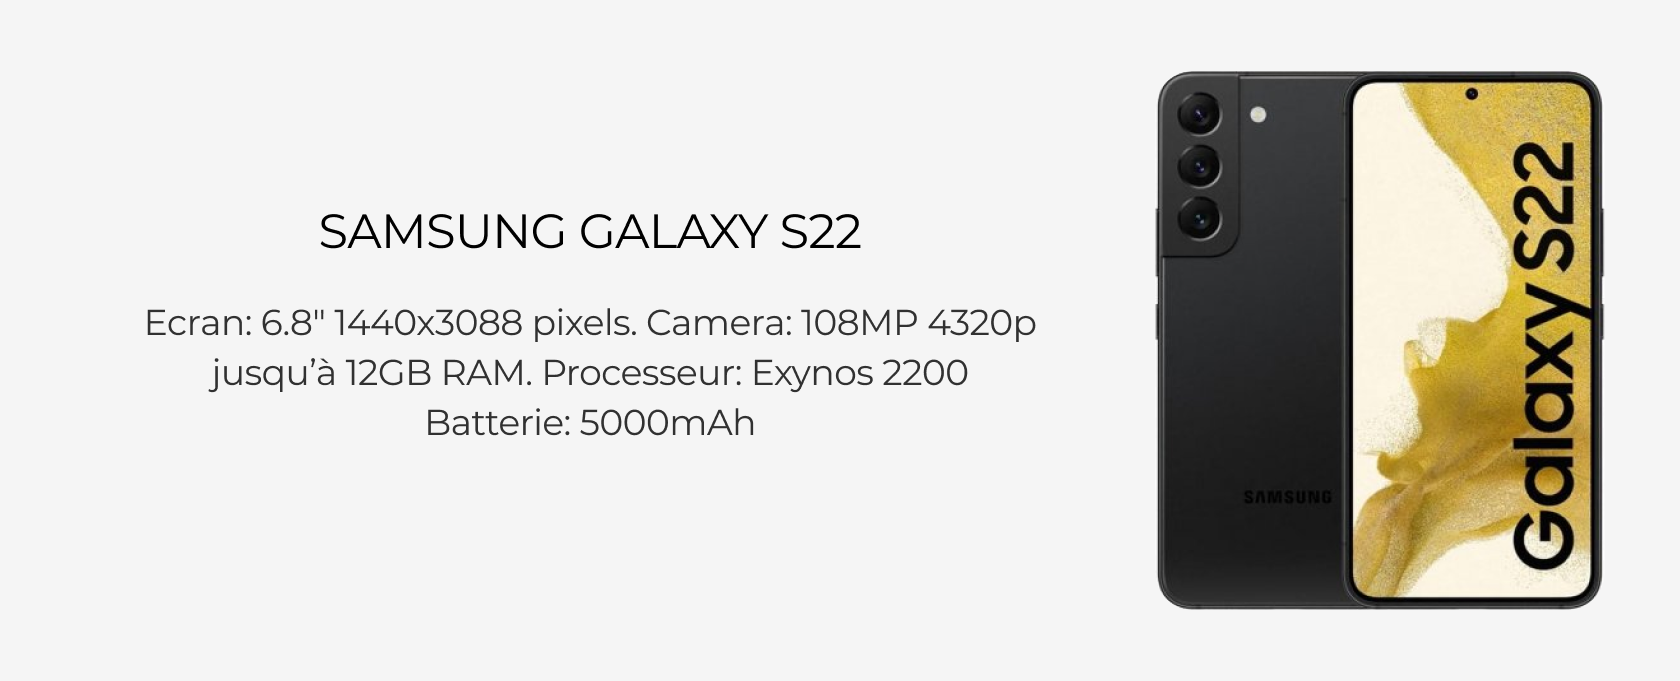 SAMSUNG GALAXY S22
Ecran: 6.8" 1440x3088 pixels. Camera: 108MP 4320p
jusqu’à 12GB RAM. Processeur: Exynos 2200
Batterie: 5000mAh
SAMSUNG
Galaxy S22